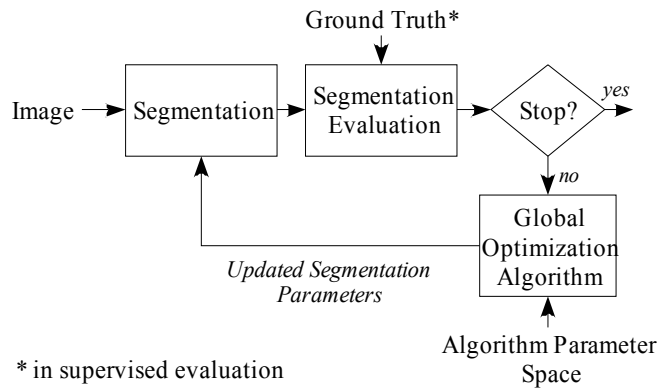 Ground Truth*
Image
Segmentation
Segmentation
Evaluation
Stop?
yes
no
Global
Optimization
Algorithm
Updated Segmentation
Parameters
Algorithm Parameter
Space
* in supervised evaluation